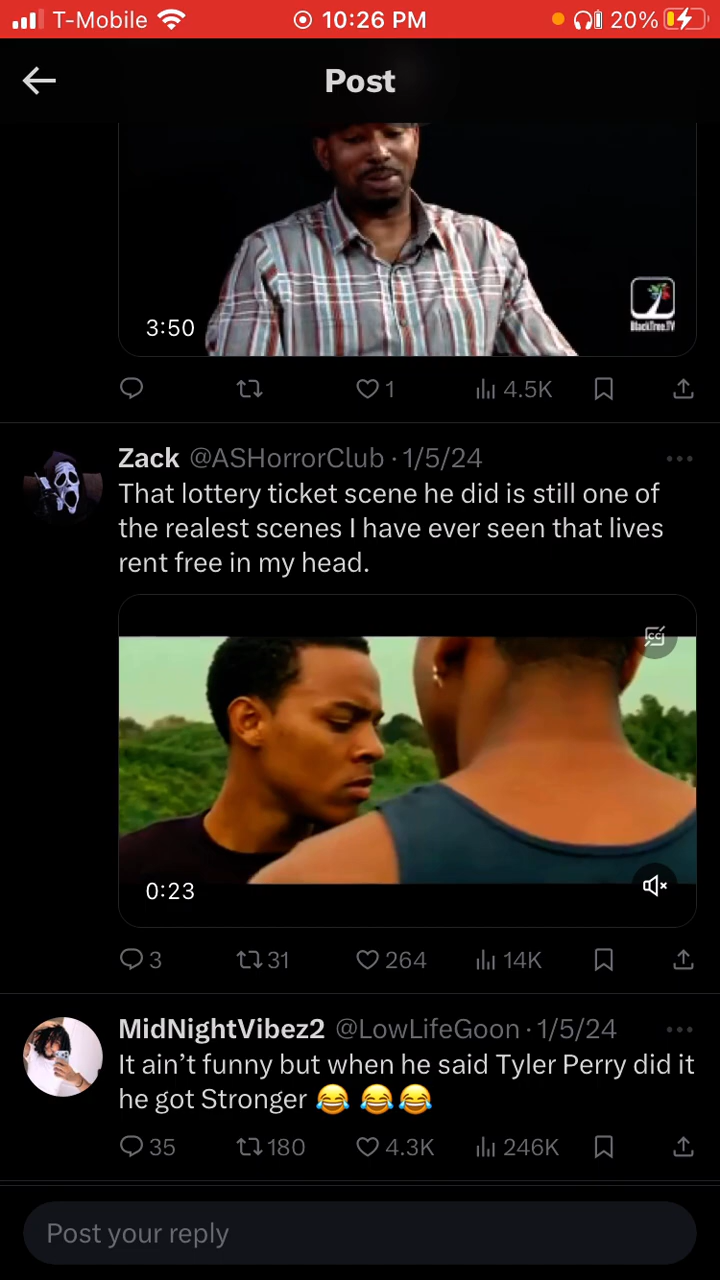 T-Mobile 10:26 PM 20%
Post
BlackTree.TV
3:50
1 4.5K
Zack @ASHorrorClub · 1/5/24
That lottery ticket scene he did is still one of
the realest scenes I have ever seen that lives
rent free in my head.
CC
0:23
3 31 264 14K
MidNightVibez2 @LowLifeGoon · 1/5/24
It ain’t funny but when he said Tyler Perry did it
he got Stronger 😂 😂😂
35 180 4.3K 246K
Post your reply